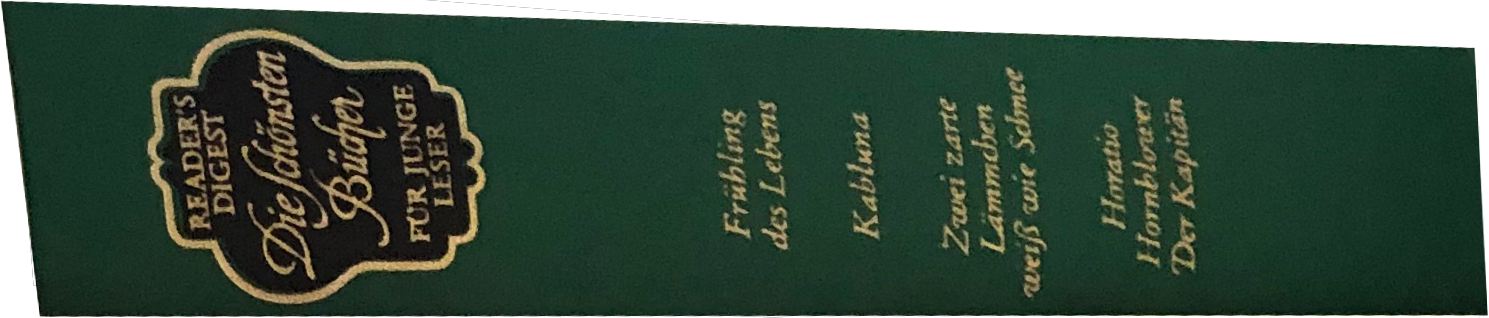 READER'S
DIGEST
Die schönsten
Bücher
FÜR JUNGE
LESER
Frühling
des Lebens
Kabluna
Zwei zarte
Lämmchen
weiß wie Schnee
Horatio
Hornblower
Der Kapitän